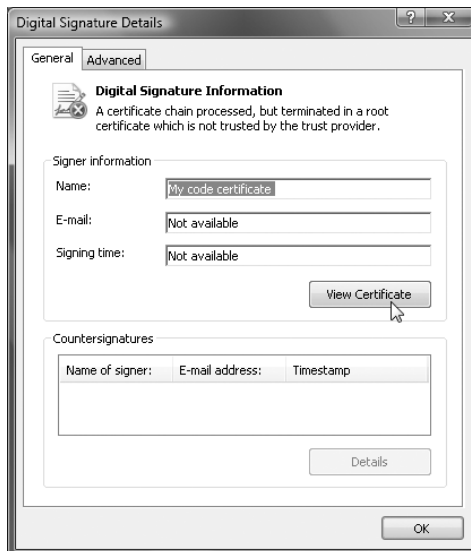 Digital Signature Details
General Advanced
Digital Signature Information
A certificate chain processed, but terminated in a root
certificate which is not trusted by the trust provider.
Signer information
Name: My code certificate
E-mail: Not available
Signing time: Not available
View Certificate
Countersignatures
Name of signer: E-mail address: Timestamp
Details
OK